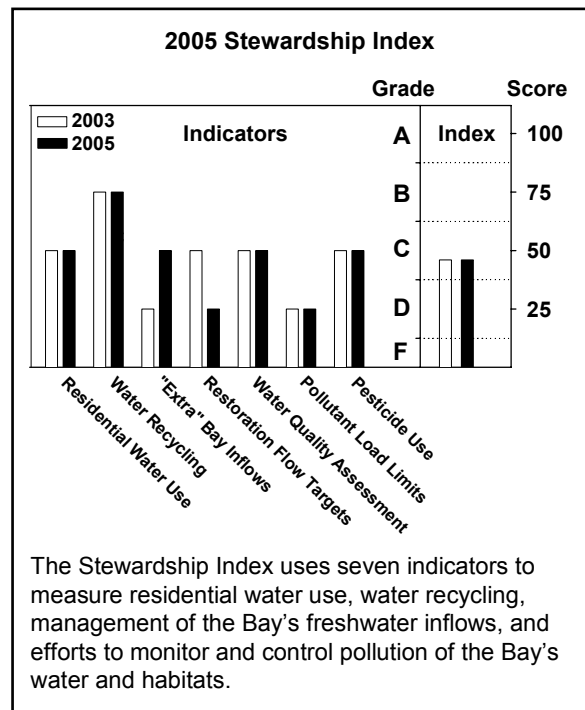 2005 Stewardship Index
Grade Score
2003
2005
Indicators
A Index 100
B 75
C 50
D 25
F
Residential Water Use
Water Recycling
"Extra" Bay Inflows
Restoration Flow Targets
Water Quality Assessment
Pollutant Load Limits
Pesticide Use
The Stewardship Index uses seven indicators to
measure residential water use, water recycling,
management of the Bay's freshwater inflows, and
efforts to monitor and control pollution of the Bay's
water and habitats.